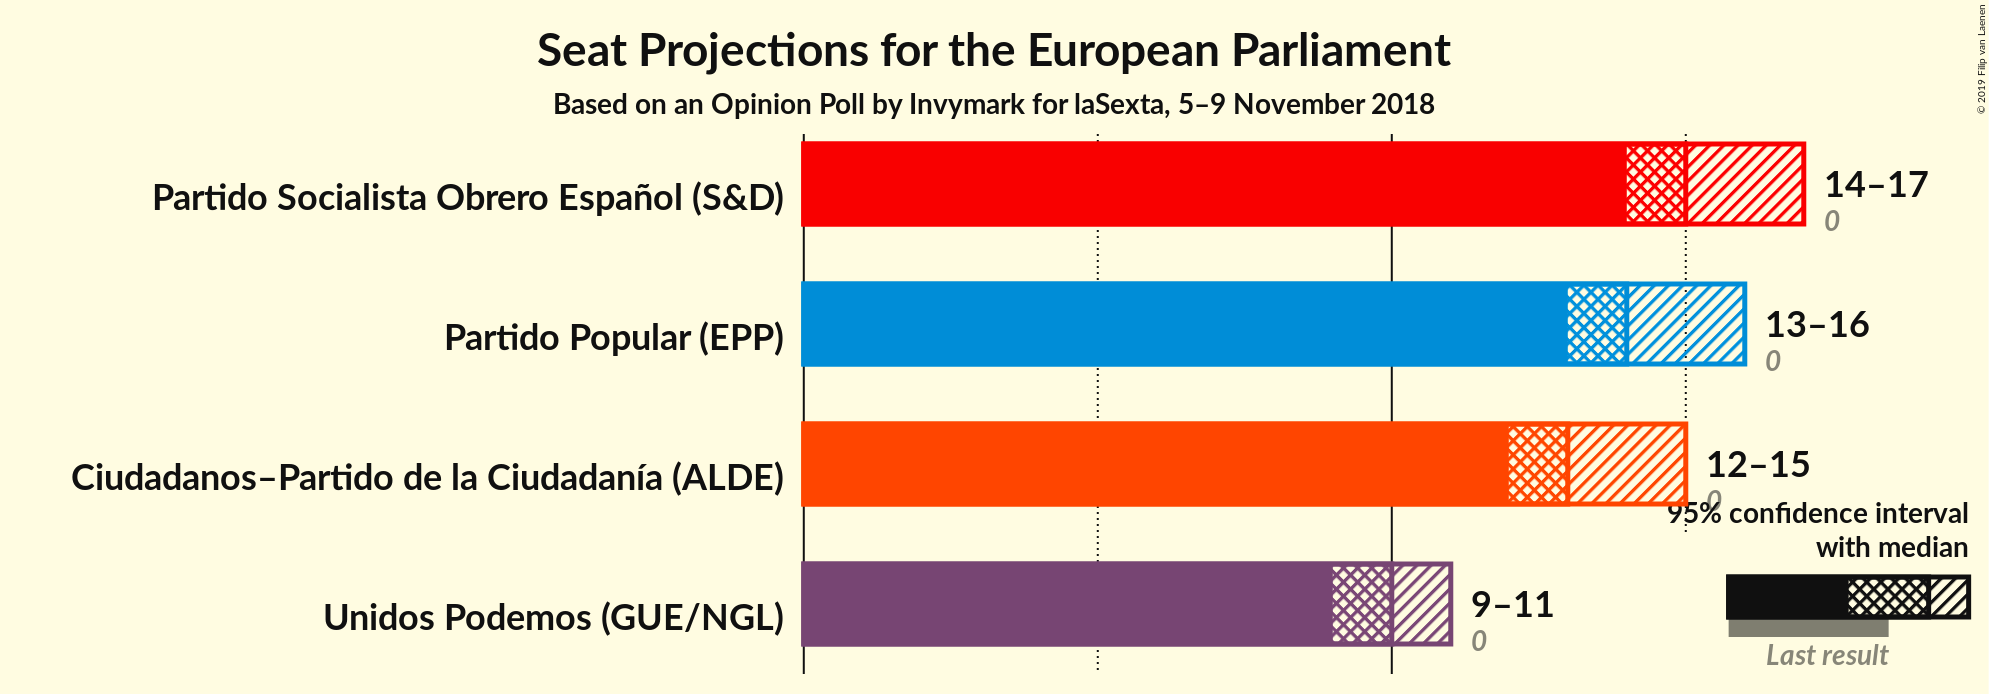 Seat Projections for the European Parliament
Based on an Opinion Poll by Invymark for laSexta, 5–9 November 2018
© 2019 Filip van Laenen
Partido Socialista Obrero Español (S&D)
14–17
0
Partido Popular (EPP)
13–16
0
Ciudadanos–Partido de la Ciudadanía (ALDE)
12–15
0
Unidos Podemos (GUE/NGL)
9–11
0
95% confidence interval
with median
Last result